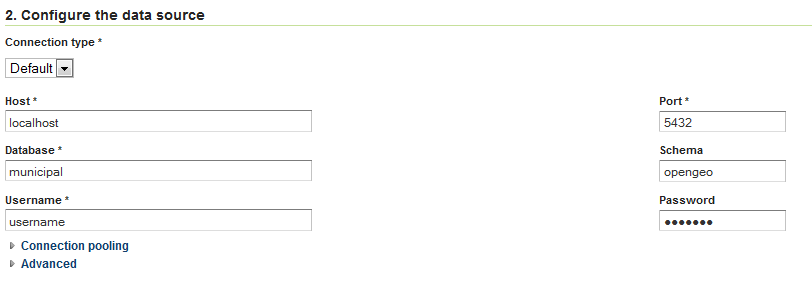 2. Configure the data source
Connection type *
Default
Host * Port *
localhost 5432
Database * Schema
municipal opengeo
Username * Password
username •••••••
Connection pooling
Advanced